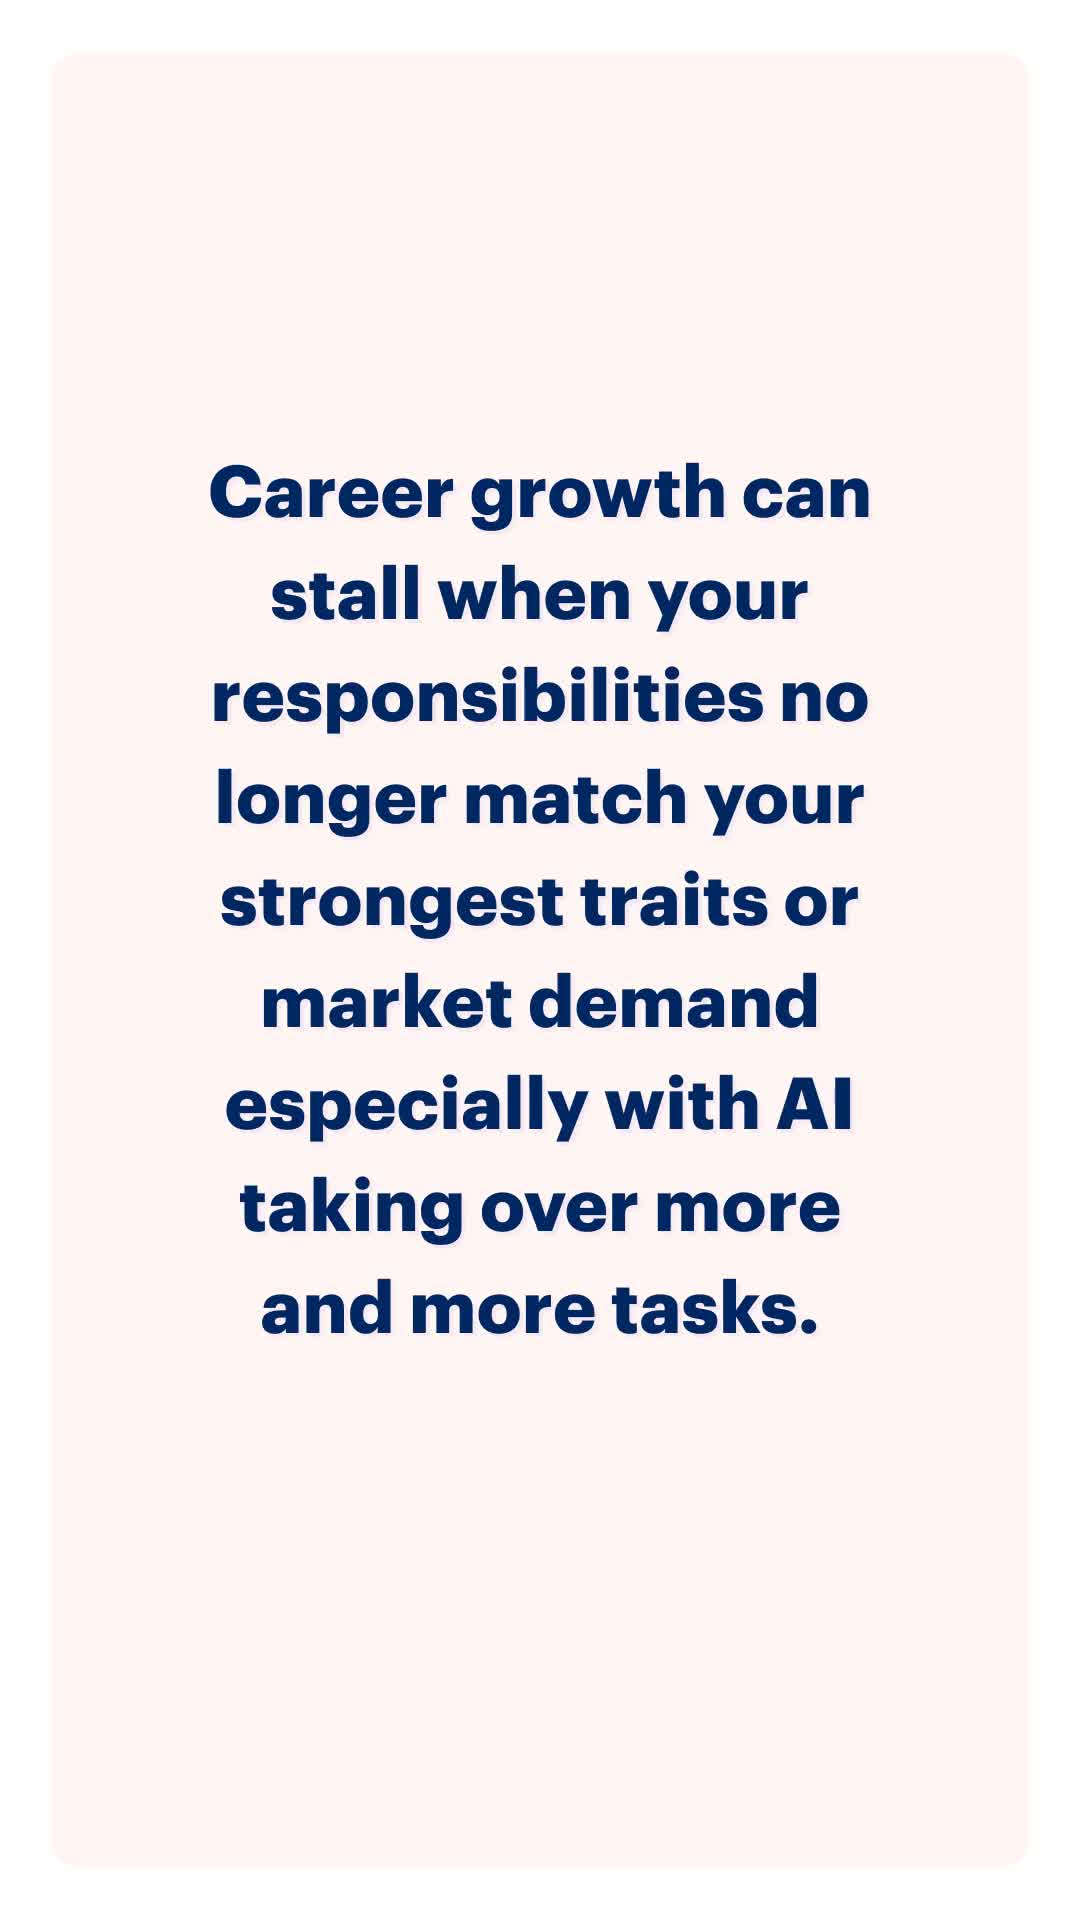 Career growth can
stall when your
responsibilities no
longer match your
strongest traits or
market demand
especially with AI
taking over more
and more tasks.